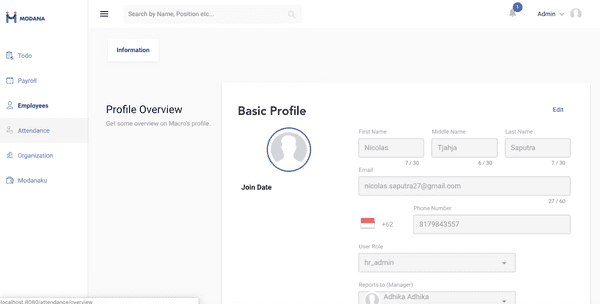 MODANA
Search by Name, Position etc...
1
Admin
Todo
Payroll
Employees
Attendance
Organization
Modanaku
Information
Profile Overview
Get some overview on Macro's profile.
Basic Profile
Edit
Join Date
First Name
Middle Name
Last Name
Nicolas
Tjahja
Saputra
7 / 30
6 / 30
7 / 30
Email
nicolas.saputra27@gmail.com
27 / 60
Phone Number
+62
8179843557
User Role
hr_admin
Reports to (Manager)
Adhika Adhika
localhost:8080/attendance/overview